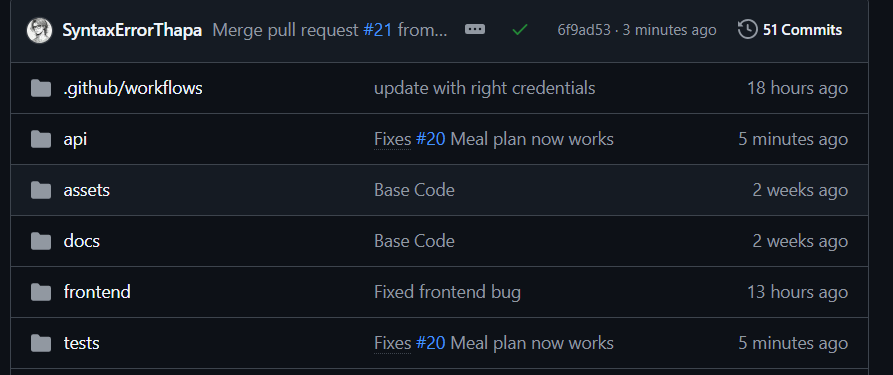 SyntaxErrorThapa Merge pull request #21 from... 6f9ad53 · 3 minutes ago 51 Commits
.github/workflows update with right credentials 18 hours ago
api Fixes #20 Meal plan now works 5 minutes ago
assets Base Code 2 weeks ago
docs Base Code 2 weeks ago
frontend Fixed frontend bug 13 hours ago
tests Fixes #20 Meal plan now works 5 minutes ago